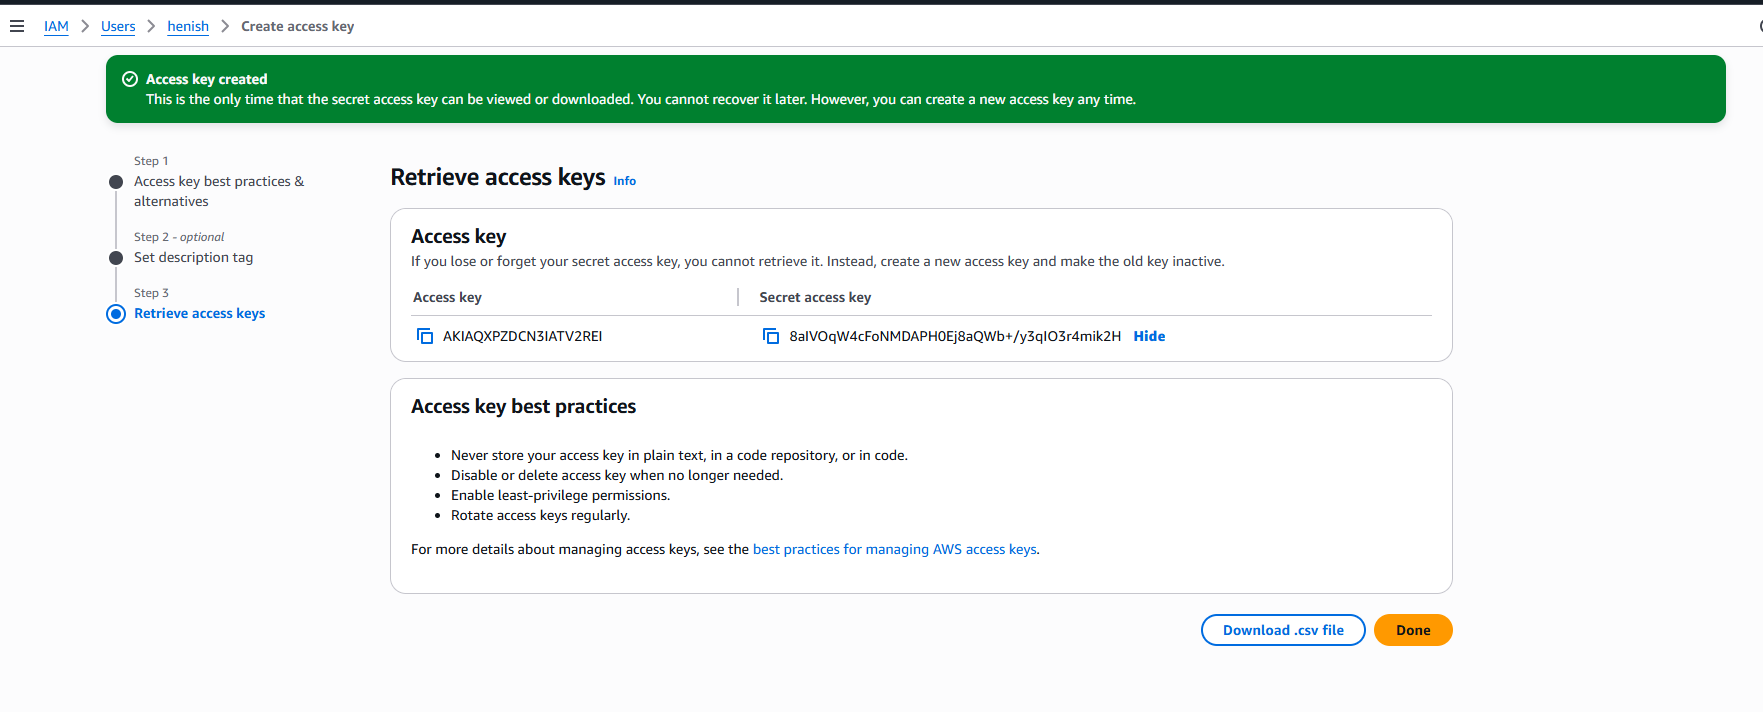 IAM > Users > henish > Create access key
Access key created
This is the only time that the secret access key can be viewed or downloaded. You cannot recover it later. However, you can create a new access key any time.
Step 1
Access key best practices &
alternatives
Step 2 - optional
Set description tag
Step 3
Retrieve access keys
Retrieve access keys Info
Access key
If you lose or forget your secret access key, you cannot retrieve it. Instead, create a new access key and make the old key inactive.
Access key Secret access key
AKIAQXPZDCN3IATV2REI 8aIVOqW4cFoNMDAPH0Ej8aQWb+/y3qIO3r4mik2H Hide
Access key best practices
• Never store your access key in plain text, in a code repository, or in code.
• Disable or delete access key when no longer needed.
• Enable least-privilege permissions.
• Rotate access keys regularly.
For more details about managing access keys, see the best practices for managing AWS access keys.
Download .csv file Done